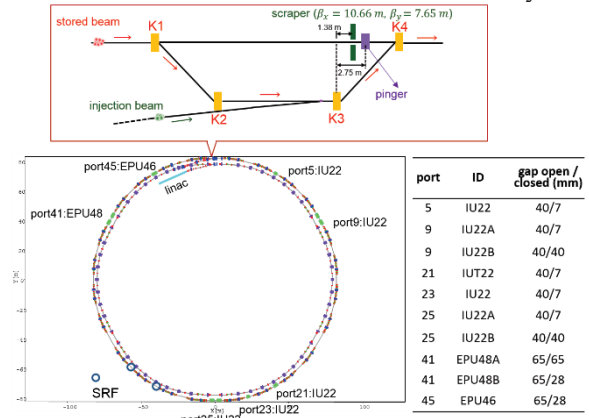 scraper (βx = 10.66 m, βy = 7.65 m)
stored beam
K1
1.38 m
K4
2.75 m
injection beam
K2
K3
pinger
port45:EPU46
port5:IU22
linac
port41:EPU48
port9:IU22
SRF
port21:IU22
port23:IU22
-100
-50
100
port ID gap open / closed (mm)
5 IU22 40/7
9 IU22A 40/7
9 IU22B 40/40
21 IUT22 40/7
23 IU22 40/7
25 IU22A 40/7
25 IU22B 40/40
41 EPU48A 65/65
41 EPU48B 65/28
45 EPU46 65/28